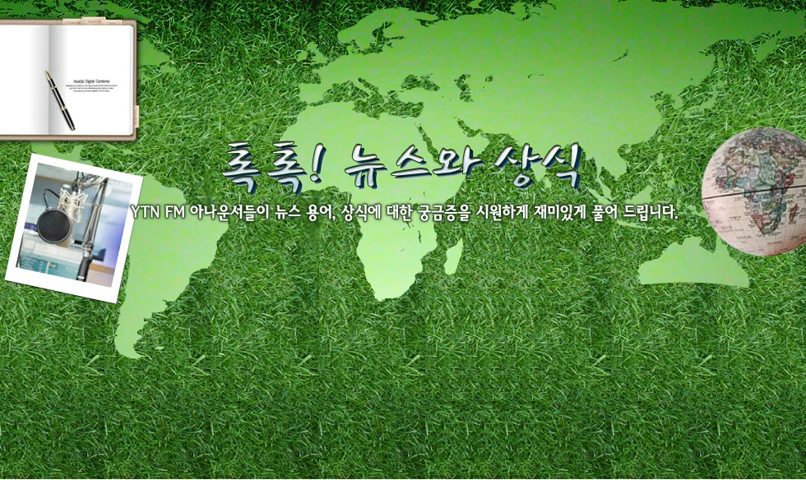 톡톡! 뉴스와 상식
YTN FM 아나운서들이 뉴스 용어, 상식에 대한 궁금증을 시원하게 재미있게 풀어 드립니다.